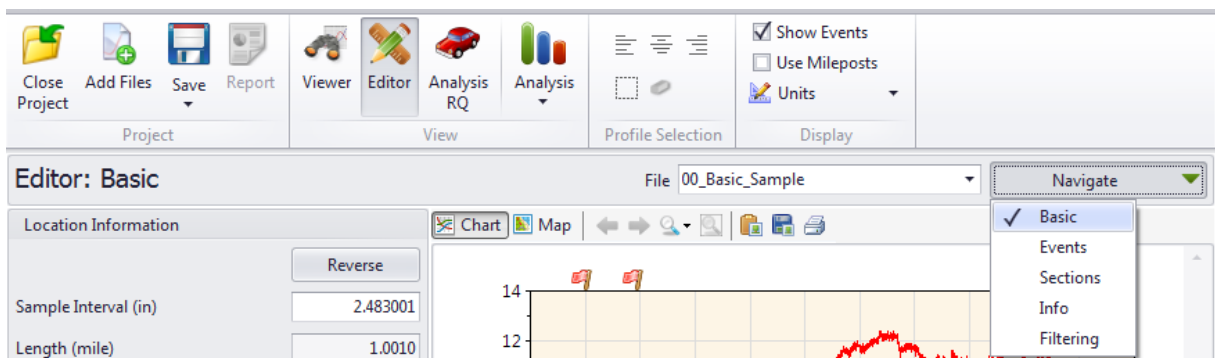 Close Project
Add Files
Save
Report
Viewer
Editor
Analysis RQ
Analysis
Show Events
Use Mileposts
Units
Project
View
Profile Selection
Display
Editor: Basic
File 00_Basic_Sample
Navigate
Location Information
Chart
Map
Basic
Events
Sections
Info
Filtering
Reverse
Sample Interval (in) 2.483001
Length (mile) 1.0010
14
12